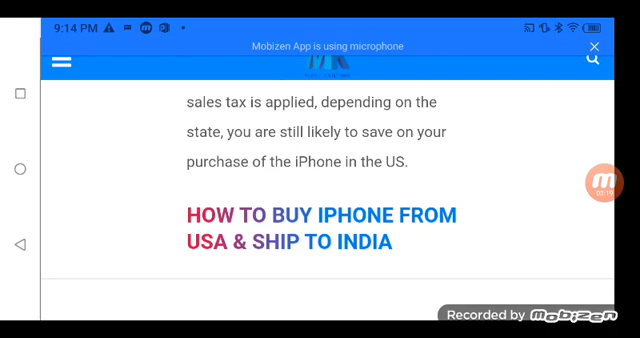 9:14 PM
Mobizen App is using microphone
sales tax is applied, depending on the
state, you are still likely to save on your
purchase of the iPhone in the US.
03:10
HOW TO BUY IPHONE FROM
USA & SHIP TO INDIA
Recorded by Mobizen